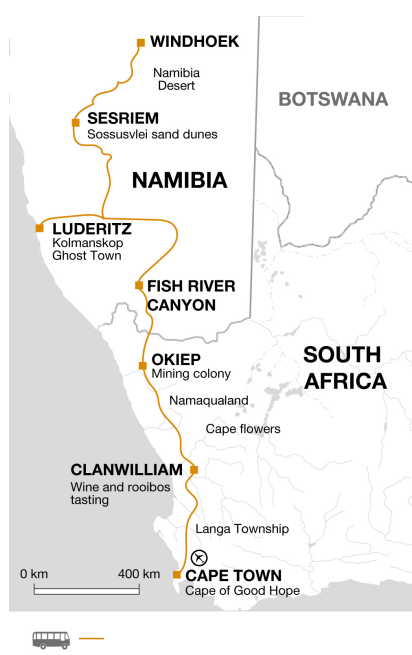 WINDHOEK
Namibia
Desert
BOTSWANA
SESRIEM
Sossusvlei sand dunes
NAMIBIA
LUDERITZ
Kolmanskop
Ghost Town
FISH RIVER
CANYON
OKIEP
Mining colony
SOUTH
AFRICA
Namaqualand
Cape flowers
CLANWILLIAM
Wine and rooibos
tasting
Langa Township
0 km 400 km
CAPE TOWN
Cape of Good Hope